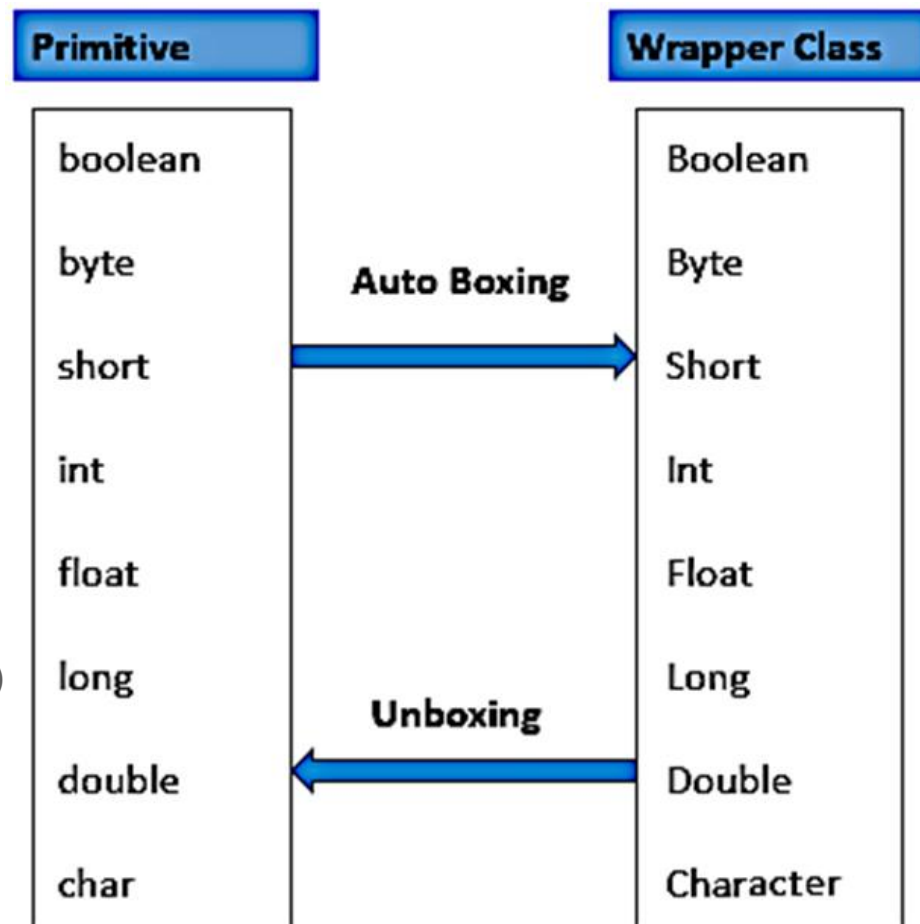 Primitive
Wrapper Class
boolean
Boolean
byte
Byte
Auto Boxing
short
Short
int
Int
float
Float
long
Long
Unboxing
double
Double
char
Character